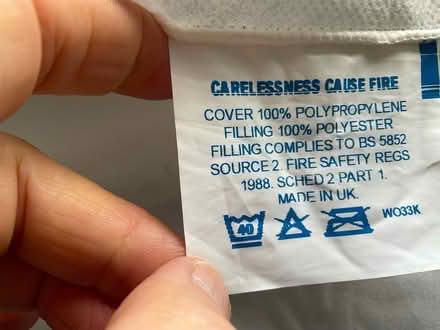 CARELESSNESS CAUSE FIRE
COVER 100% POLYPROPYLENE
FILLING 100% POLYESTER
FILLING COMPLIES TO BS 5852
SOURCE 2. FIRE SAFETY REGS
1988. SCHED 2 PART 1.
MADE IN UK.
40
WO33K